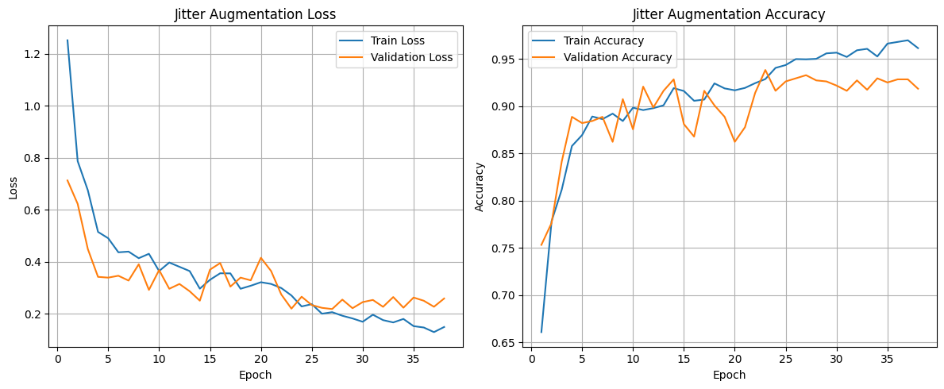 Jitter Augmentation Loss
Train Loss
Validation Loss
1.2
1.0
0.8
0.6
0.4
0.2
Loss
0 5 10 15 20 25 30 35
Epoch
Jitter Augmentation Accuracy
Train Accuracy
Validation Accuracy
0.95
0.90
0.85
0.80
0.75
0.70
0.65
Accuracy
0 5 10 15 20 25 30 35
Epoch